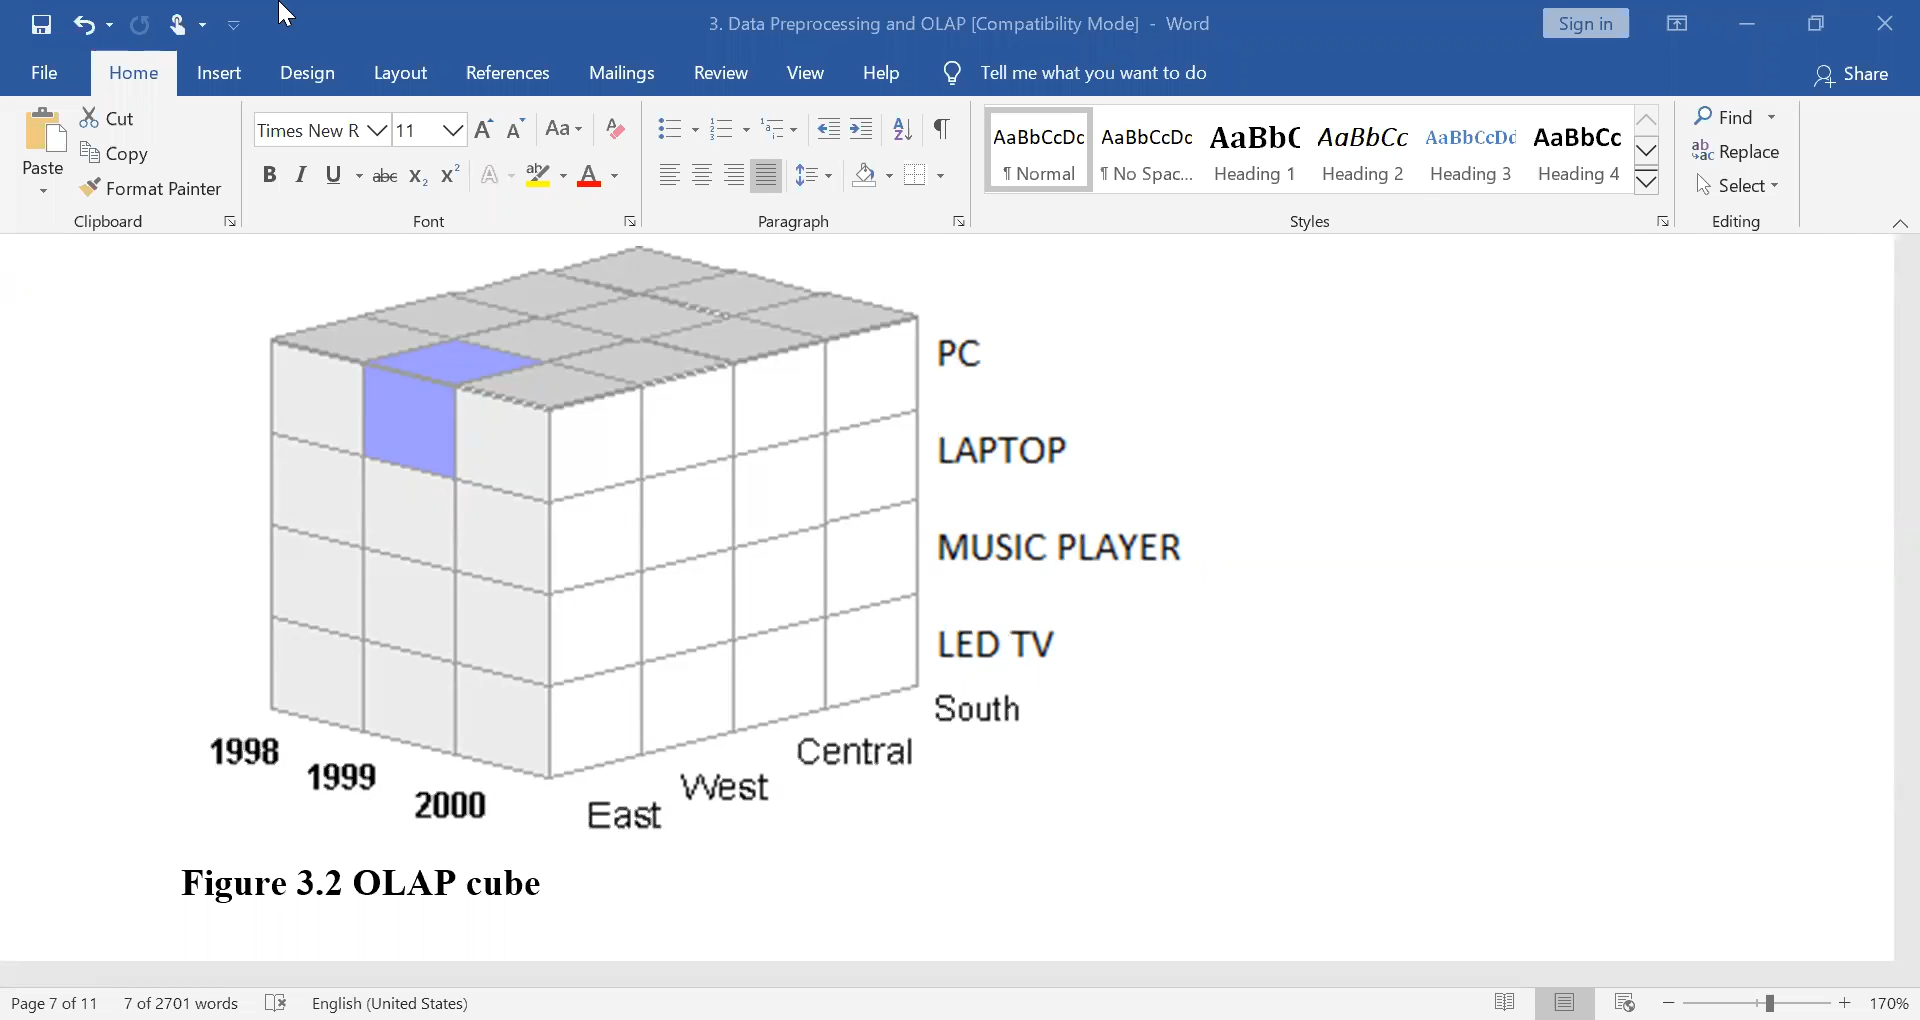 3. Data Preprocessing and OLAP [Compatibility Mode] - Word
Sign in
File Home Insert Design Layout References Mailings Review View Help Tell me what you want to do Share
Paste
Cut
Copy
Format Painter
Clipboard
Times New R 11
Aa
B I U abc X₂ X² A aby A
Font
Paragraph
AaBbCcDc AaBbCcDc AaBbC AaBbCc AaBbCcDd AaBbCc
¶ Normal ¶ No Spac... Heading 1 Heading 2 Heading 3 Heading 4
Styles
Find
Replace
Select
Editing
PC
LAPTOP
MUSIC PLAYER
LED TV
South
Central
West
East
1998
1999
2000
Figure 3.2 OLAP cube
Page 7 of 11 7 of 2701 words English (United States) 170%